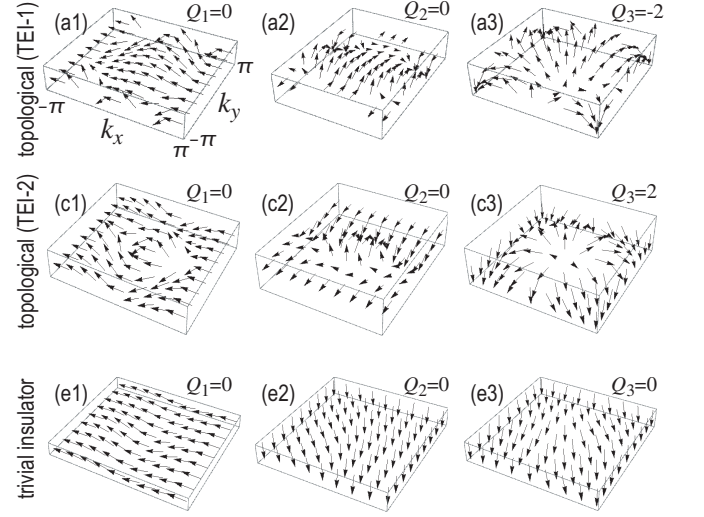 topological (TEI-1)
(a1) Q1=0
(a2) Q2=0
(a3) Q3=-2
−π kx π −π ky π
topological (TEI-2)
(c1) Q1=0
(c2) Q2=0
(c3) Q3=2
trivial insulator
(e1) Q1=0
(e2) Q2=0
(e3) Q3=0